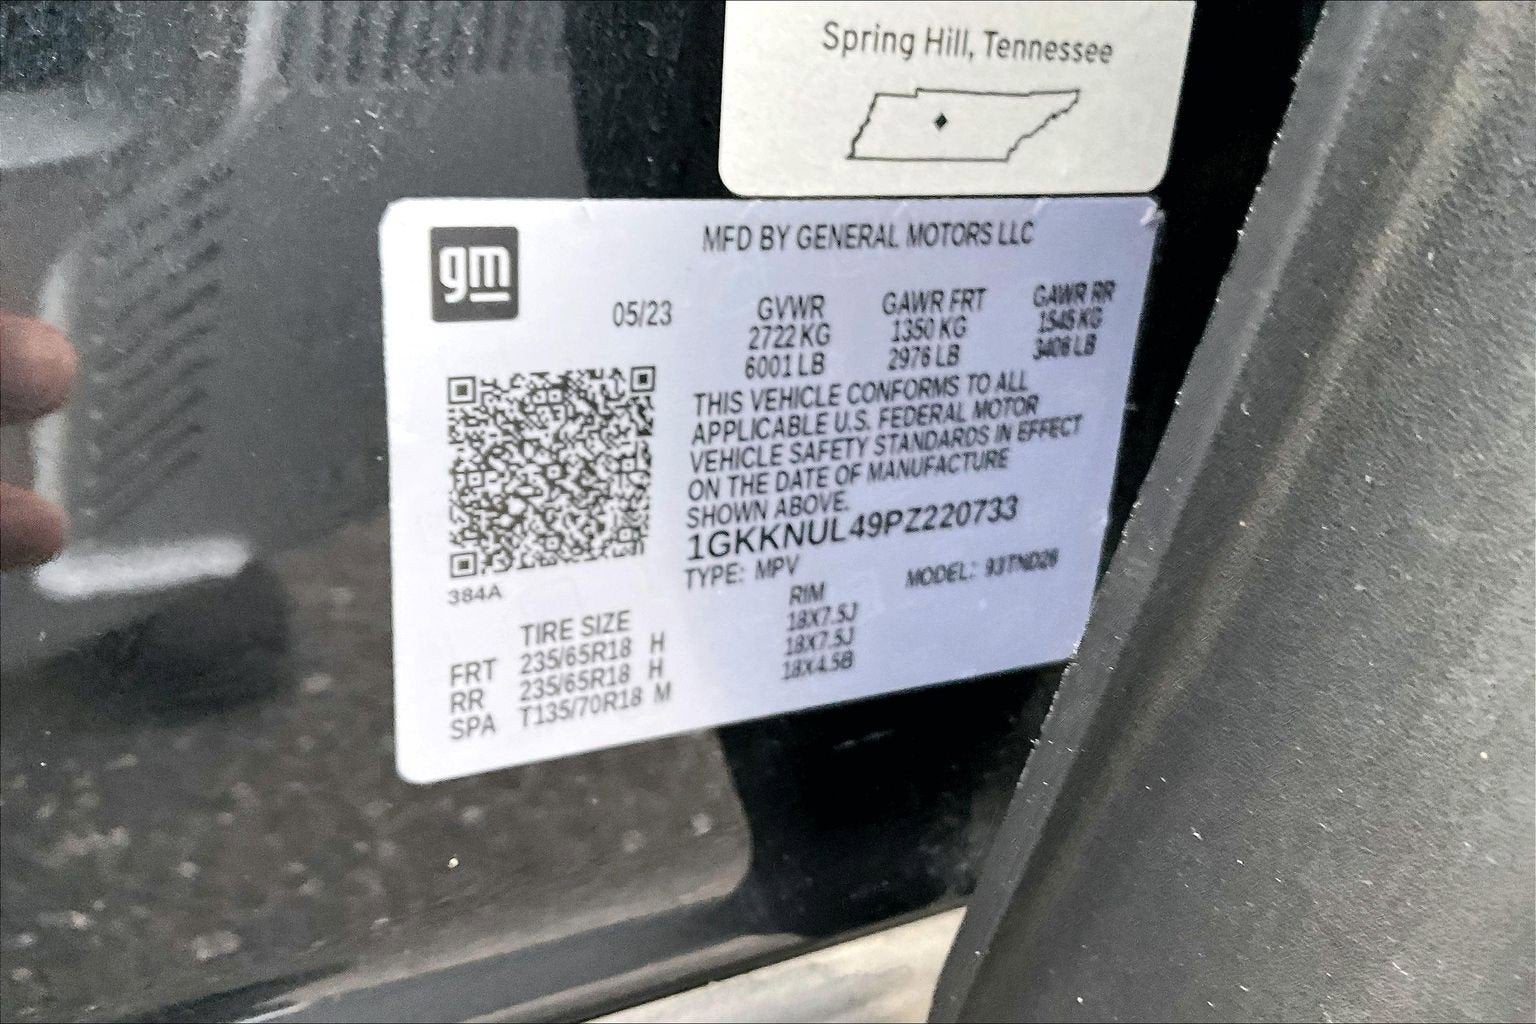 Spring Hill, Tennessee
gm
MFD BY GENERAL MOTORS LLC
05/23
GVWR
2722 KG
6001 LB
GAWR FRT
1350 KG
2976 LB
GAWR RR
1545 KG
3406 LB
THIS VEHICLE CONFORMS TO ALL
APPLICABLE U.S. FEDERAL MOTOR
VEHICLE SAFETY STANDARDS IN EFFECT
ON THE DATE OF MANUFACTURE
SHOWN ABOVE.
1GKKNUL49PZ220733
TYPE: MPV
MODEL: 93TND26
384A
TIRE SIZE
RIM
FRT 235/65R18 H 18X7.5J
RR 235/65R18 H 18X7.5J
SPA T135/70R18 M 18X4.5B